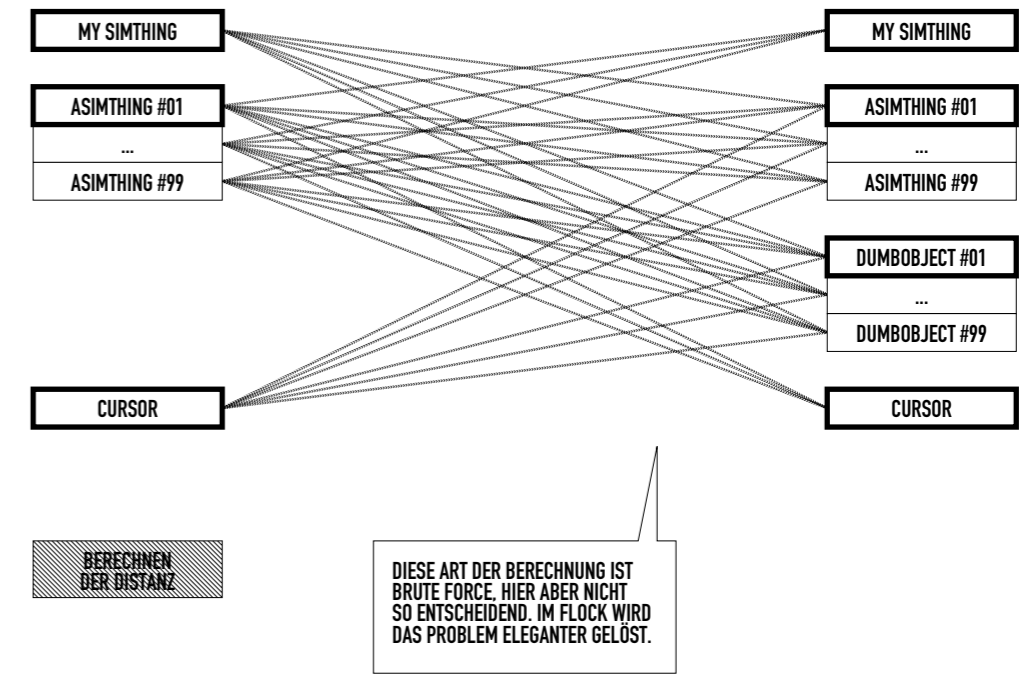 MY SIMTHING
ASIMTHING #01
...
ASIMTHING #99
CURSOR
MY SIMTHING
ASIMTHING #01
...
ASIMTHING #99
DUMBOBJECT #01
...
DUMBOBJECT #99
CURSOR
BERECHNEN
DER DISTANZ
DIESE ART DER BERECHNUNG IST
BRUTE FORCE, HIER ABER NICHT
SO ENTSCHEIDEND. IM FLOCK WIRD
DAS PROBLEM ELEGANTER GELÖST.